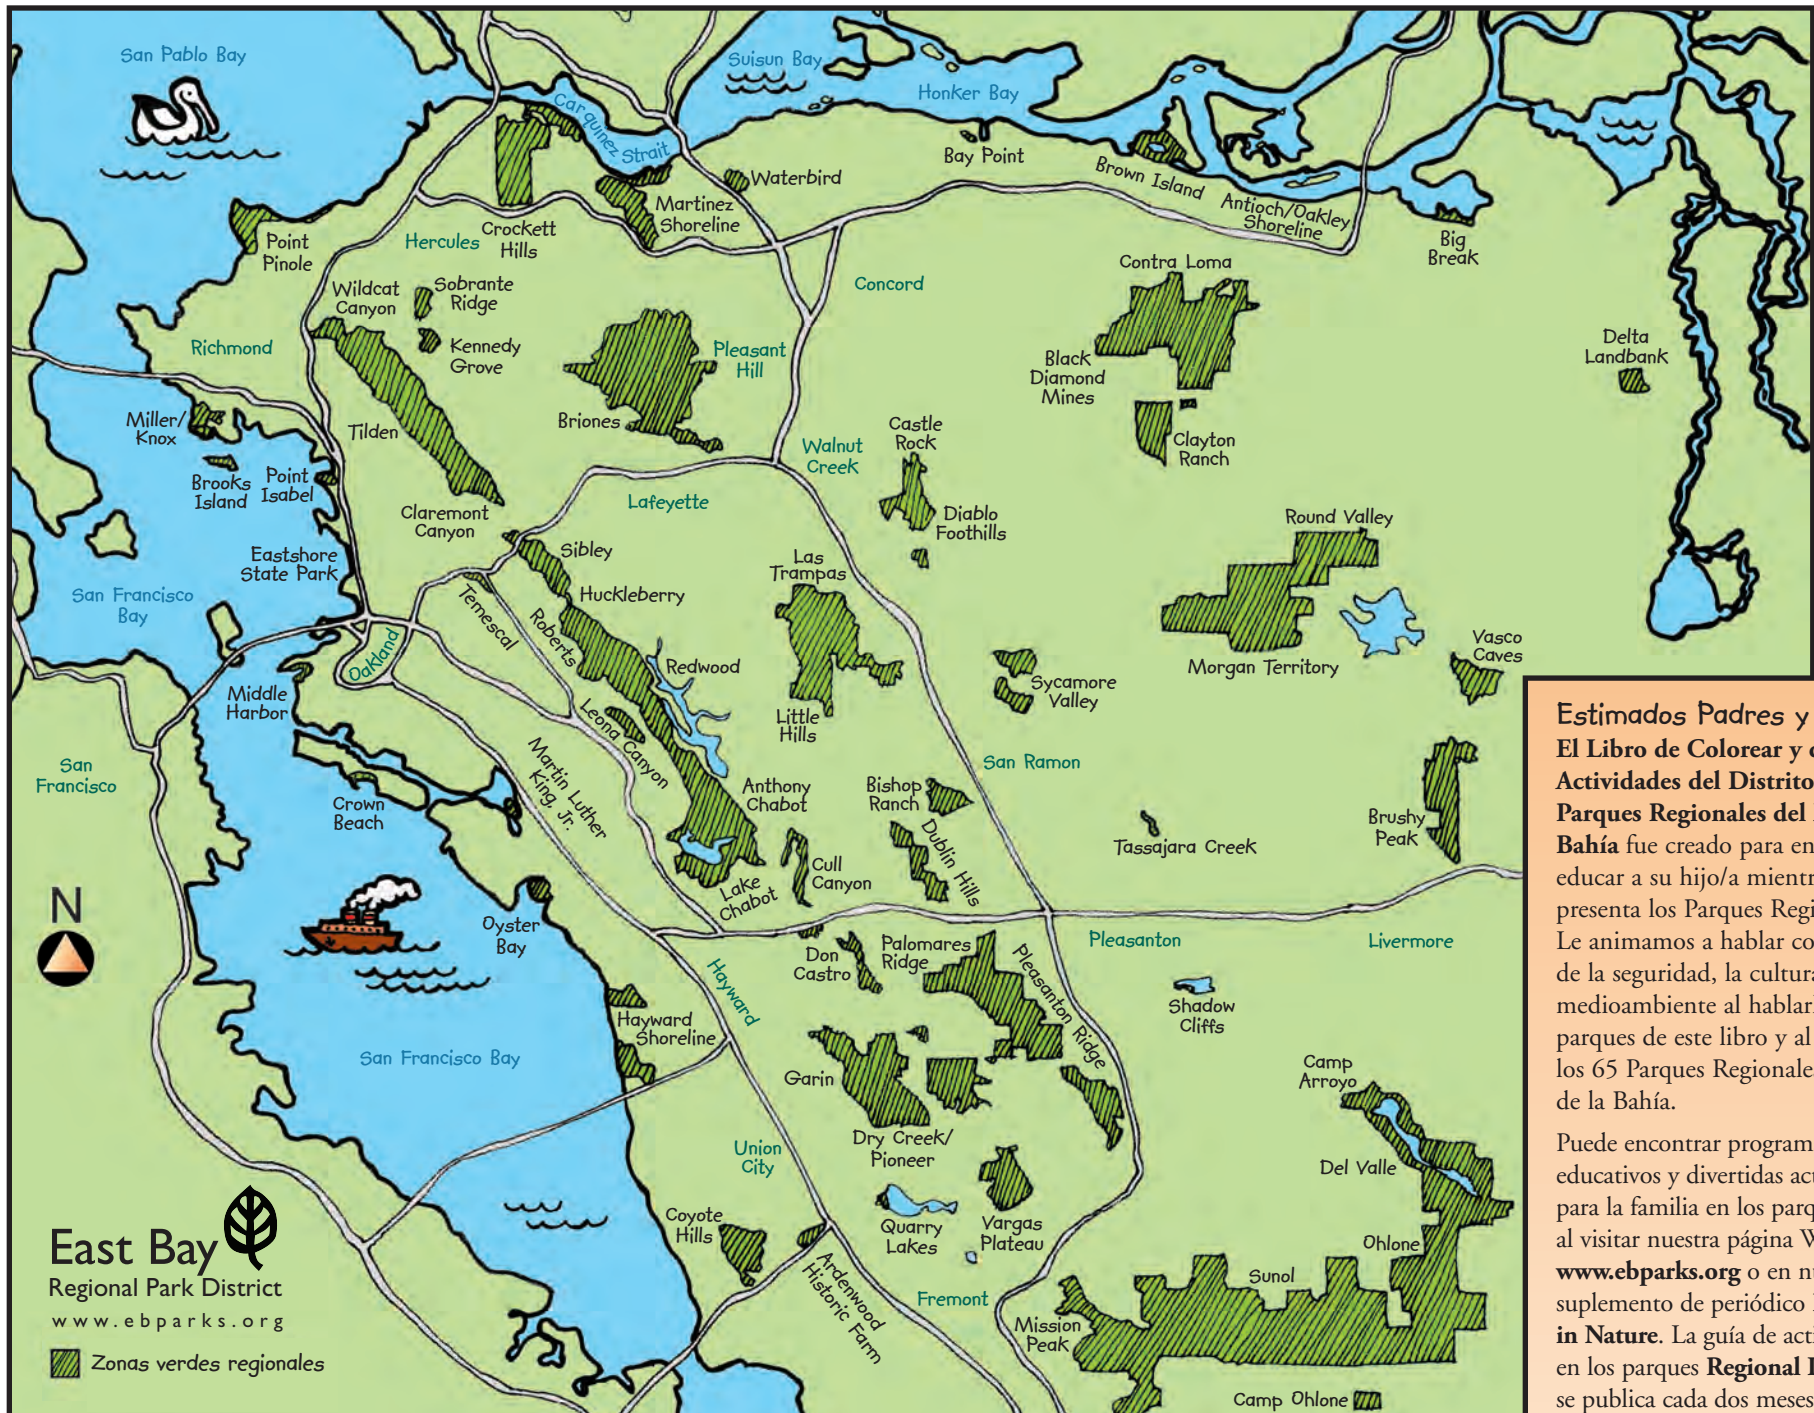 San Pablo Bay
Suisun Bay
Honker Bay
Carquinez Strait
Bay Point
Brown Island
Antioch/Oakley
Shoreline
Big
Break
Waterbird
Martinez
Shoreline
Crockett
Hills
Hercules
Point
Pinole
Concord
Contra Loma
Wildcat
Canyon
Sobrante
Ridge
Kennedy
Grove
Richmond
Pleasant
Hill
Black
Diamond
Mines
Delta
Landbank
Miller/
Knox
Tilden
Briones
Castle
Rock
Clayton
Ranch
Walnut
Creek
Brooks
Island
Point
Isabel
Lafeyette
Claremont
Canyon
Diablo
Foothills
Round Valley
Eastshore
State Park
Sibley
Las
Trampas
San Francisco
Bay
Temescal
Huckleberry
Roberts
Oakland
Redwood
Morgan Territory
Vasco
Caves
Sycamore
Valley
Middle
Harbor
Leona Canyon
Little
Hills
San
Francisco
Martin Luther
King, Jr.
San Ramon
Crown
Beach
Anthony
Chabot
Bishop
Ranch
Brushy
Peak
Tassajara Creek
Dublin Hills
Cull
Canyon
Lake
Chabot
N
Oyster
Bay
Pleasanton
Livermore
Don
Castro
Palomares
Ridge
Pleasanton Ridge
Hayward
Shadow
Cliffs
Hayward
Shoreline
San Francisco Bay
Garin
Camp
Arroyo
Dry Creek/
Pioneer
Union
City
Del Valle
Coyote
Hills
Quarry
Lakes
Vargas
Plateau
Ohlone
Ardenwood
Historic Farm
Fremont
Sunol
Mission
Peak
Camp Ohlone
East Bay
Regional Park District
www.ebparks.org
Zonas verdes regionales
Estimados Padres y
El Libro de Colorear y
Actividades del Distrito
Parques Regionales del
Bahía fue creado para
educar a su hijo/a
presenta los Parques
Le animamos a hablar
de la seguridad, la cultura
medioambiente al
parques de este libro y al
los 65 Parques
de la Bahía.
Puede encontrar
educativos y divertidas
para la familia en los
al visitar nuestra página
www.ebparks.org o en
suplemento de periódico
in Nature. La guía de
en los parques Regional
se publica cada dos meses